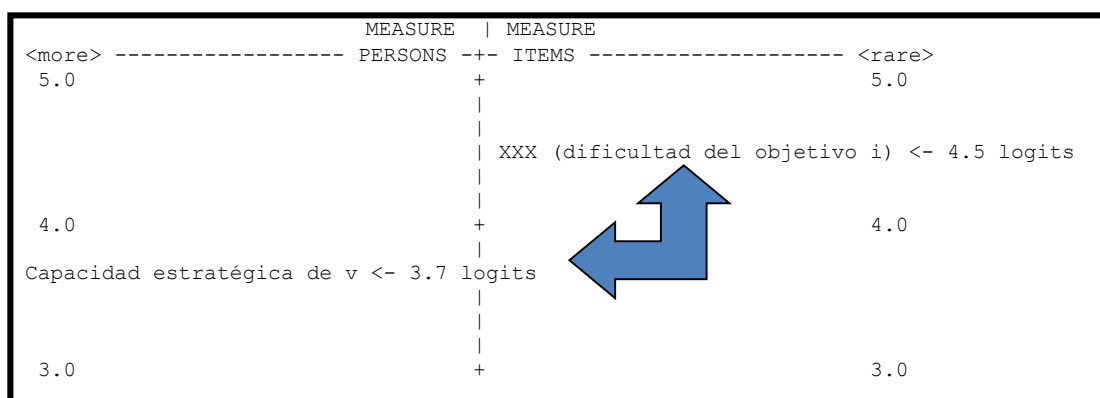 MEASURE | MEASURE
<more> ----------------- PERSONS -+- ITEMS ------------------- <rare>
5.0 + 5.0
|
|
| XXX (dificultad del objetivo i) <- 4.5 logits
|
|
4.0 + 4.0
|
Capacidad estratégica de v <- 3.7 logits
|
|
|
3.0 + 3.0